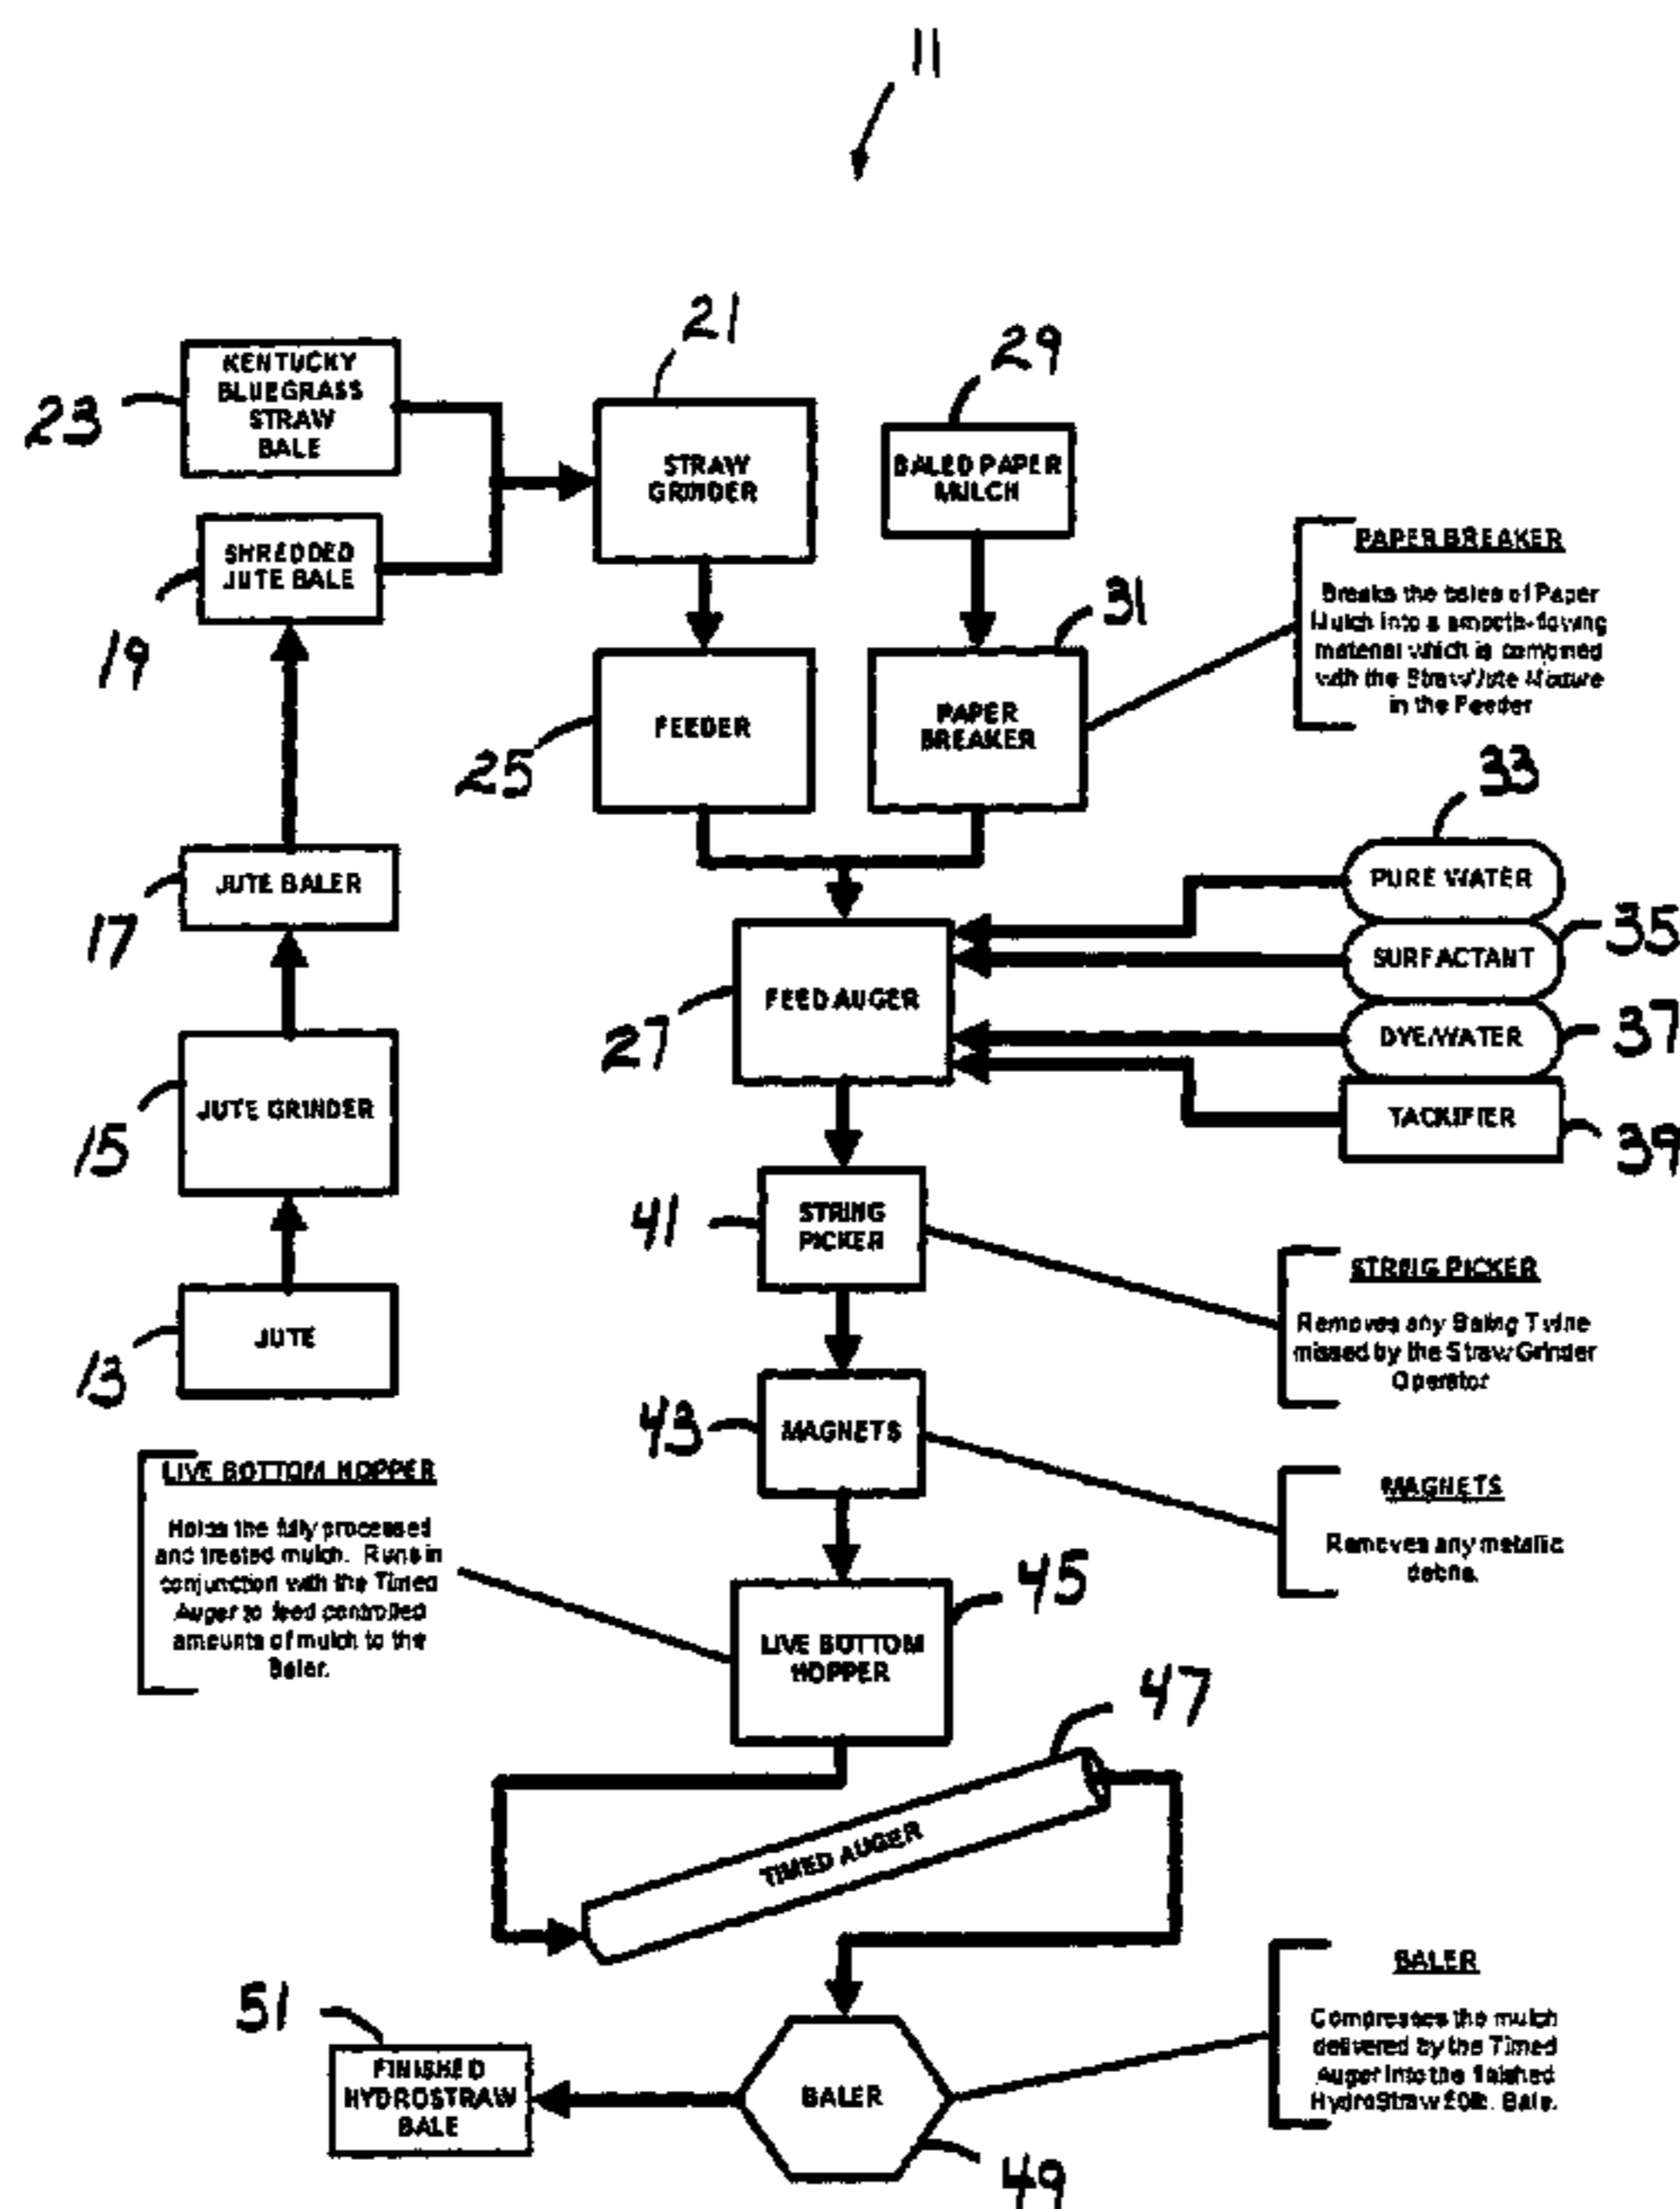 11
21
29
23
KENTUCKY
BLUEGRASS
STRAW
BALE
STRAW
GRINDER
BALED PAPER
MULCH
19
SHREDDED
JUTE BALE
31
PAPER BREAKER
Breaks the bales of Paper
Mulch into a smooth-flowing
material which is combined
with the Straw/Jute Mixture
in the Feeder
25
FEEDER
PAPER
BREAKER
33
PURE WATER
17
JUTE BALER
35
SURFACTANT
27
FEED AUGER
37
DYE/WATER
15
JUTE GRINDER
39
TACKIFIER
41
STRING
PICKER
STRING PICKER
Removes any Baling Twine
missed by the Straw Grinder
Operator
13
JUTE
43
MAGNETS
MAGNETS
Removes any metallic
debris.
LIVE BOTTOM HOPPER
Holds the fully processed
and treated mulch. Runs in
conjunction with the Timed
Auger to feed controlled
amounts of mulch to the
Baler.
45
LIVE BOTTOM
HOPPER
47
TIMED AUGER
51
FINISHED
HYDROSTRAW
BALE
BALER
49
BALER
Compresses the mulch
delivered by the Timed
Auger into the finished
HydroStraw Bale.